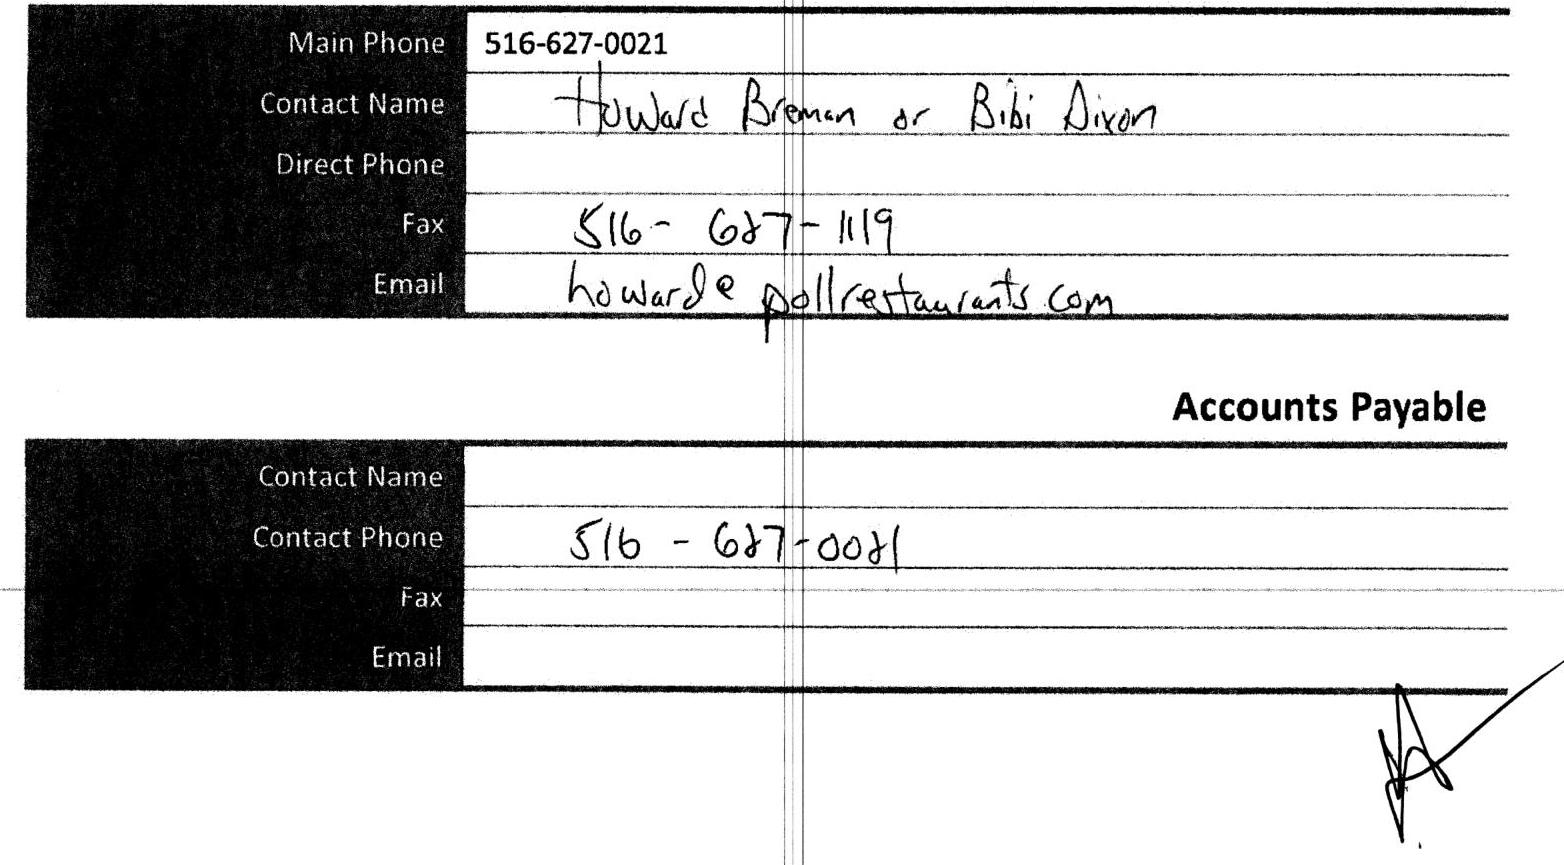 Main Phone 516-627-0021
Contact Name Howard Breman or Bibi Dixon
Direct Phone
Fax 516-627-1119
Email howard@pollrestaurants.com
Accounts Payable
Contact Name
Contact Phone 516-627-0021
Fax
Email